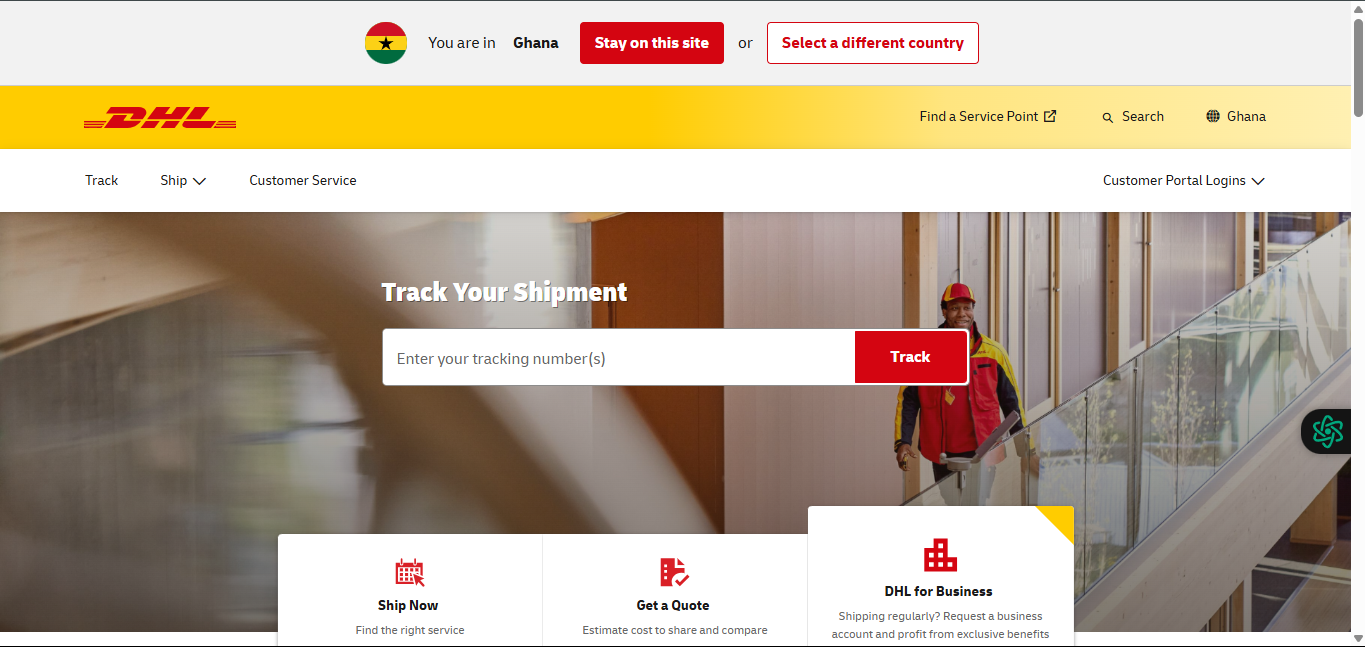 You are in Ghana Stay on this site or Select a different country
DHL Find a Service Point Search Ghana
Track Ship Customer Service Customer Portal Logins
Track Your Shipment
Enter your tracking number(s) Track
Ship Now
Find the right service
Get a Quote
Estimate cost to share and compare
DHL for Business
Shipping regularly? Request a business
account and profit from exclusive benefits